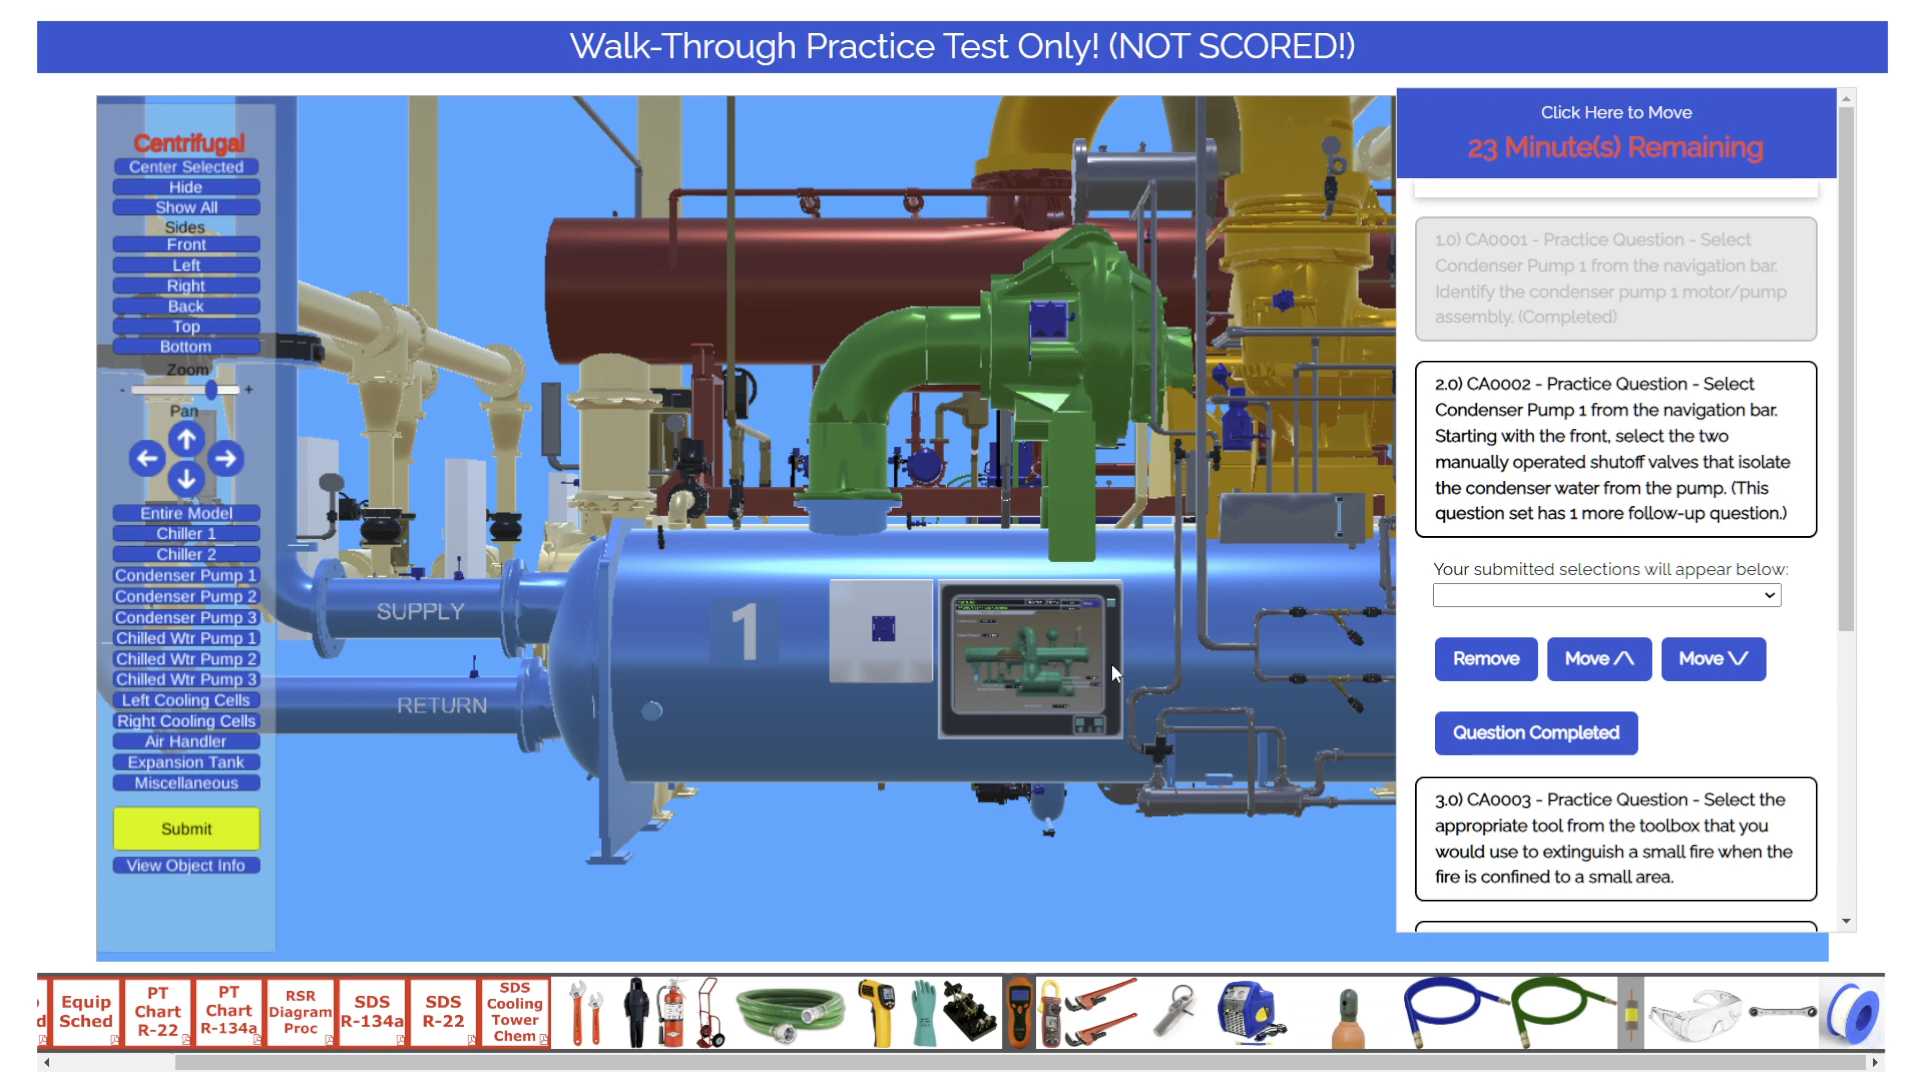 Walk-Through Practice Test Only! (NOT SCORED!)
Centrifugal
Center Selected
Hide
Show All
Sides
Front
Left
Right
Back
Top
Bottom
Zoom
- +
Pan
Entire Model
Chiller 1
Chiller 2
Condenser Pump 1
Condenser Pump 2
Condenser Pump 3
Chilled Wtr Pump 1
Chilled Wtr Pump 2
Chilled Wtr Pump 3
Left Cooling Cells
Right Cooling Cells
Air Handler
Expansion Tank
Miscellaneous
Submit
View Object Info
SUPPLY
RETURN
1
Click Here to Move
23 Minute(s) Remaining
1.0) CA0001 - Practice Question - Select
Condenser Pump 1 from the navigation bar.
Identify the condenser pump 1 motor/pump
assembly. (Completed)
2.0) CA0002 - Practice Question - Select
Condenser Pump 1 from the navigation bar.
Starting with the front, select the two
manually operated shutoff valves that isolate
the condenser water from the pump. (This
question set has 1 more follow-up question.)
Your submitted selections will appear below:
Remove
Move
Move
Question Completed
3.0) CA0003 - Practice Question - Select the
appropriate tool from the toolbox that you
would use to extinguish a small fire when the
fire is confined to a small area.
Equip
Sched
PT
Chart
R-22
PT
Chart
R-134a
RSR
Diagram
Proc
SDS
R-134a
SDS
R-22
SDS
Cooling
Tower
Chem